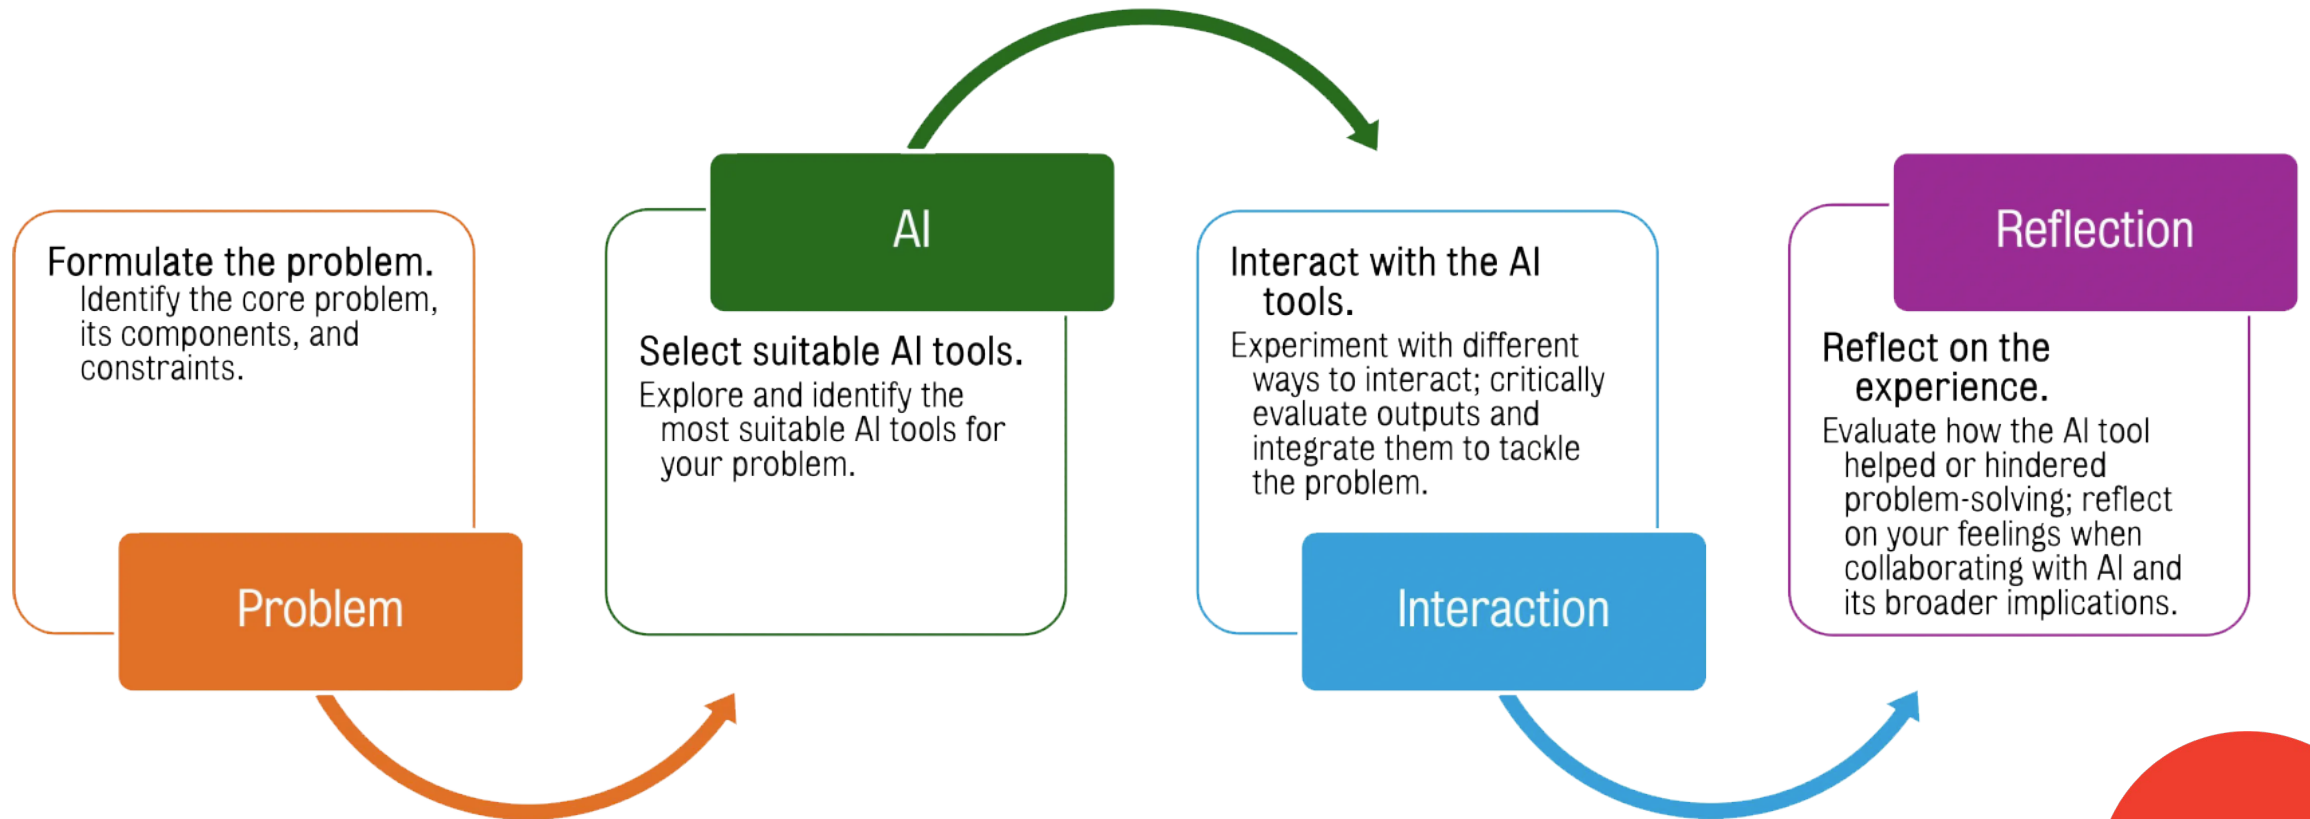 Formulate the problem.
Identify the core problem,
its components, and
constraints.
Problem
AI
Select suitable AI tools.
Explore and identify the
most suitable AI tools for
your problem.
Interact with the AI
tools.
Experiment with different
ways to interact; critically
evaluate outputs and
integrate them to tackle
the problem.
Interaction
Reflection
Reflect on the
experience.
Evaluate how the AI tool
helped or hindered
problem-solving; reflect
on your feelings when
collaborating with AI and
its broader implications.